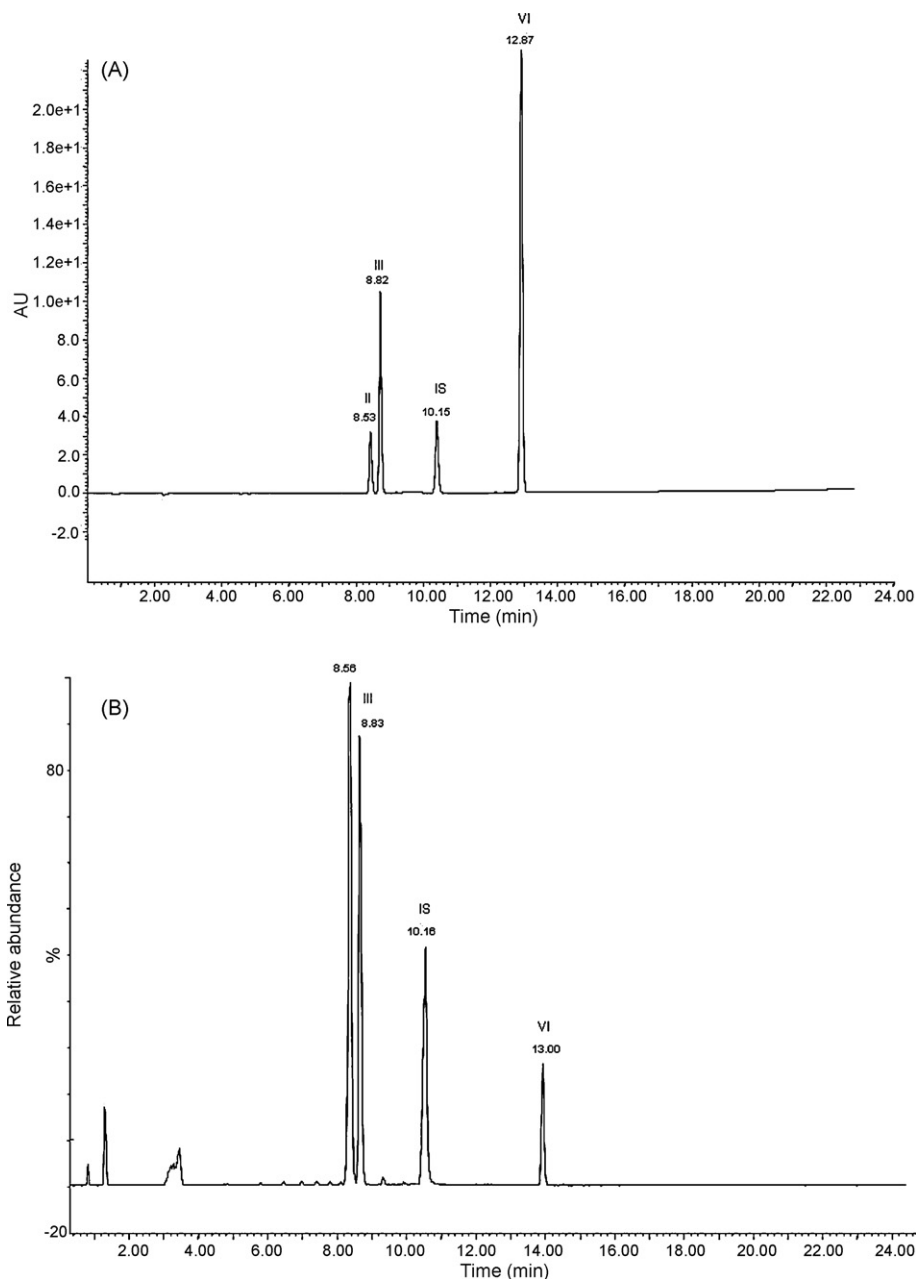 VI
12.87
(A)
2.0e+1
1.8e+1
1.6e+1
1.4e+1
1.2e+1
III
8.82
1.0e+1
AU
8.0
6.0
II
IS
8.53
10.15
4.0
2.0
0.0
-2.0
2.00 4.00 6.00 8.00 10.00 12.00 14.00 16.00 18.00 20.00 22.00 24.00
Time (min)
8.56
(B)
III
8.83
80
IS
10.16
%
Relative abundance
VI
13.00
-20
2.00 4.00 6.00 8.00 10.00 12.00 14.00 16.00 18.00 20.00 22.00 24.00
Time (min)